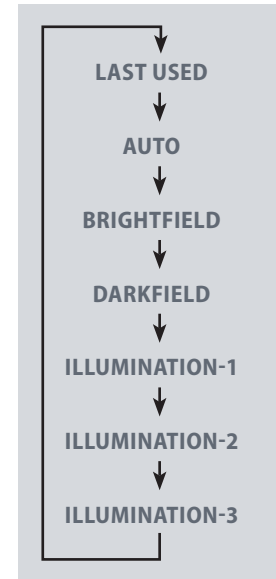 LAST USED
AUTO
BRIGHTFIELD
DARKFIELD
ILLUMINATION-1
ILLUMINATION-2
ILLUMINATION-3